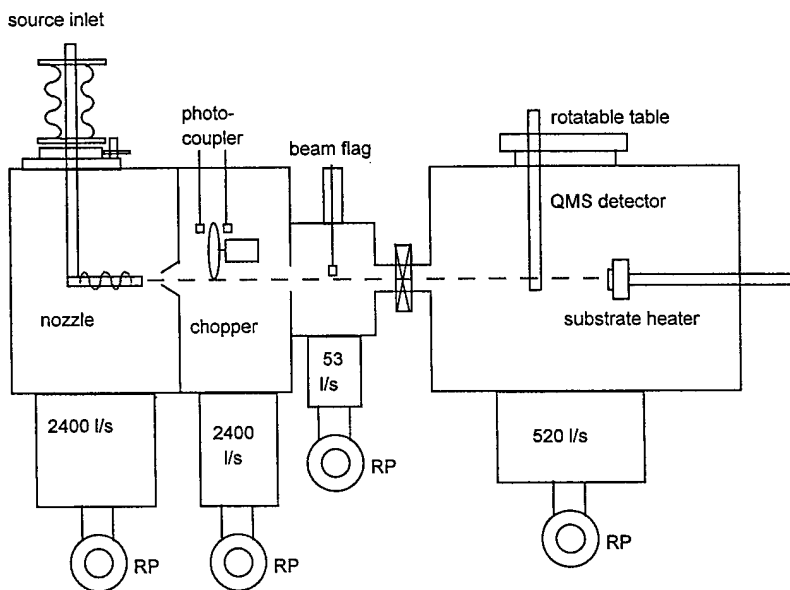 source inlet
photo-
coupler
beam flag
rotatable table
QMS detector
nozzle
chopper
substrate heater
2400 l/s
2400
l/s
53
l/s
520 l/s
RP
RP
RP
RP